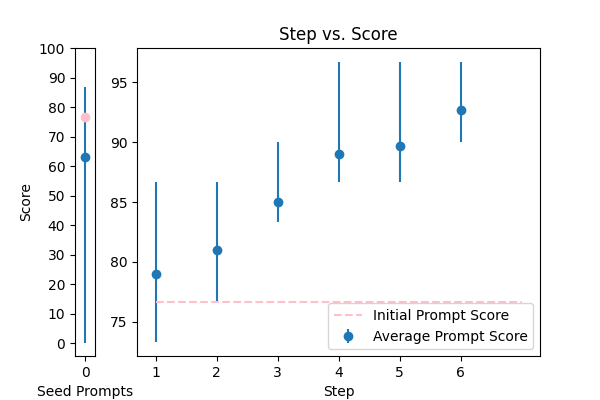 Step vs. Score
Score
100
90
80
70
60
50
40
30
20
10
0
0
Seed Prompts
95
90
85
80
75
1 2 3 4 5 6
Step
Initial Prompt Score
Average Prompt Score